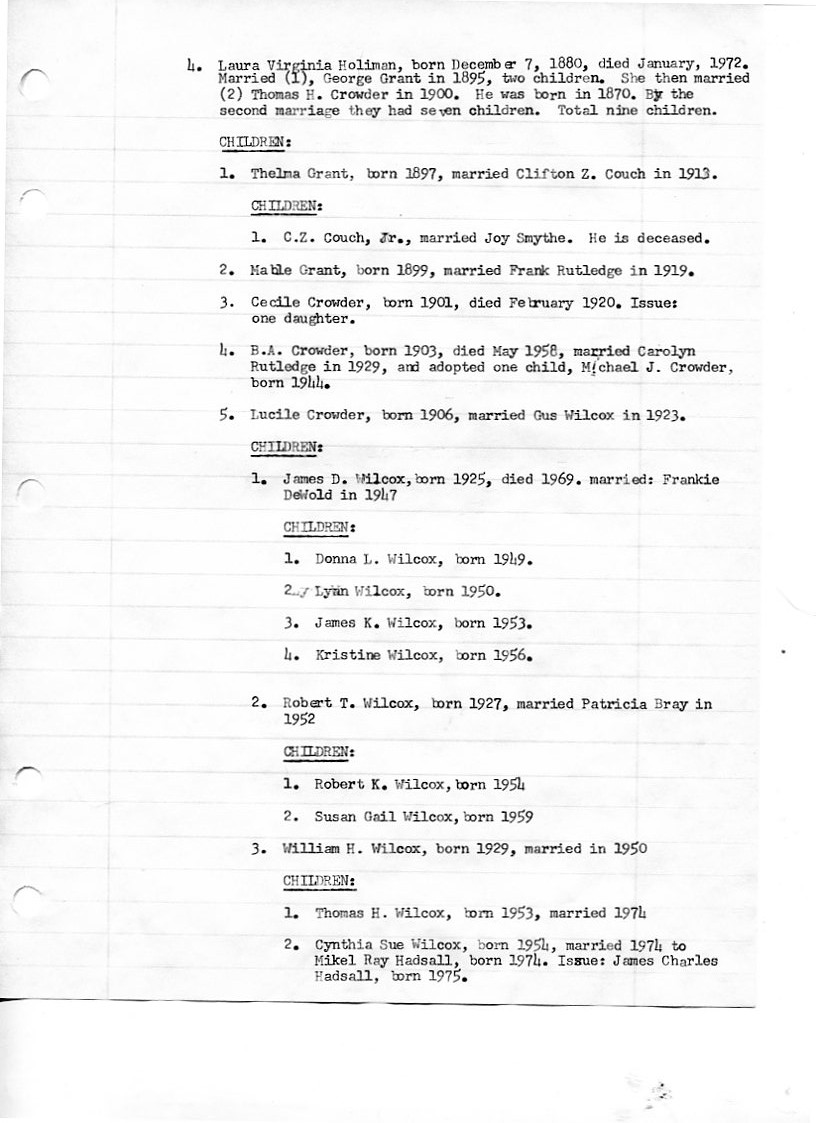 4. Laura Virginia Holiman, born December 7, 1880, died January, 1972.
Married (1), George Grant in 1895, two children. She then married
(2) Thomas H. Crowder in 1900. He was born in 1870. By the
second marriage they had seven children. Total nine children.
CHILDREN:
1. Thelma Grant, born 1897, married Clifton Z. Couch in 1913.
CHILDREN:
1. C.Z. Couch, Jr., married Joy Smythe. He is deceased.
2. Mable Grant, born 1899, married Frank Rutledge in 1919.
3. Cecile Crowder, born 1901, died February 1920. Issue:
one daughter.
4. B.A. Crowder, born 1903, died May 1958, married Carolyn
Rutledge in 1929, and adopted one child, Michael J. Crowder,
born 1944.
5. Lucile Crowder, born 1906, married Gus Wilcox in 1923.
CHILDREN:
1. James D. Wilcox, born 1925, died 1969. married: Frankie
DeWold in 1947
CHILDREN:
1. Donna L. Wilcox, born 1949.
2. Lynn Wilcox, born 1950.
3. James K. Wilcox, born 1953.
4. Kristine Wilcox, born 1956.
2. Robert T. Wilcox, born 1927, married Patricia Bray in
1952
CHILDREN:
1. Robert K. Wilcox, born 1954
2. Susan Gail Wilcox, born 1959
3. William H. Wilcox, born 1929, married in 1950
CHILDREN:
1. Thomas H. Wilcox, born 1953, married 1974
2. Cynthia Sue Wilcox, born 1954, married 1974 to
Mikel Ray Hadsall, born 1974. Issue: James Charles
Hadsall, born 1975.